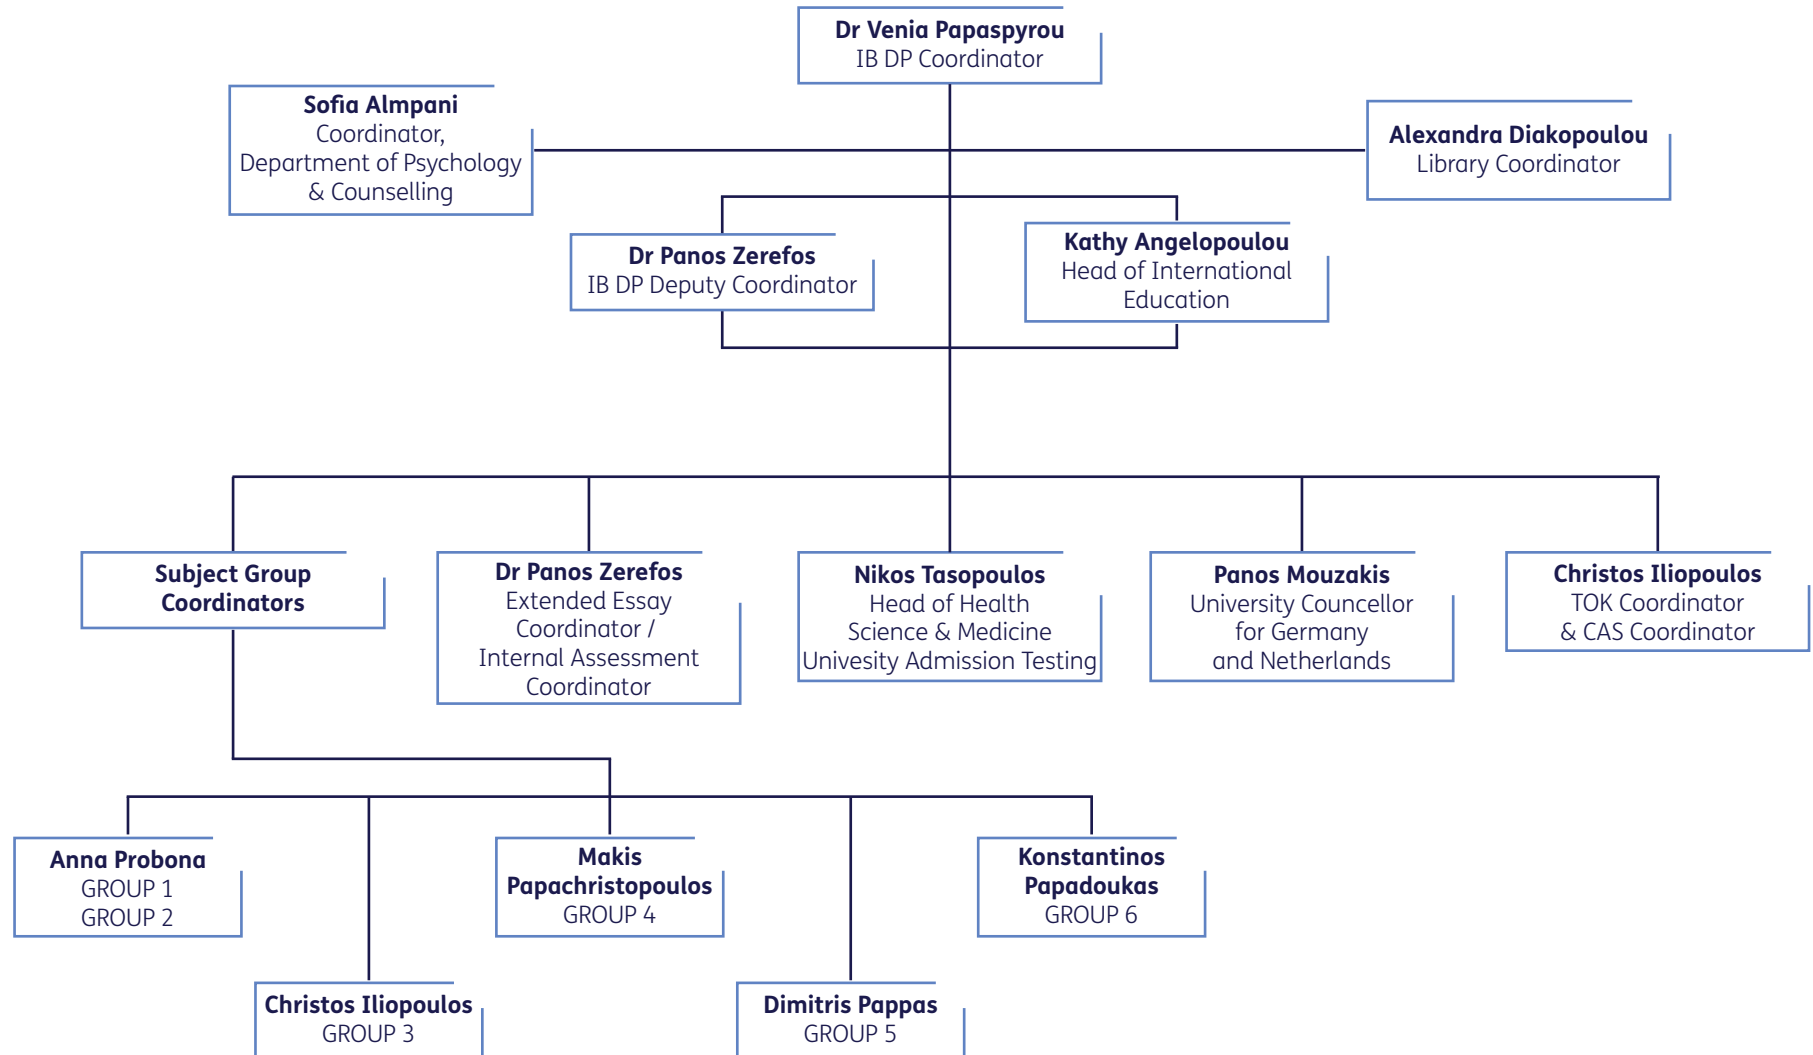 Dr Venia Papaspyrou
IB DP Coordinator
Sofia Almpani
Coordinator,
Department of Psychology
& Counselling
Alexandra Diakopoulou
Library Coordinator
Dr Panos Zerefos
IB DP Deputy Coordinator
Kathy Angelopoulou
Head of International
Education
Subject Group
Coordinators
Dr Panos Zerefos
Extended Essay
Coordinator /
Internal Assessment
Coordinator
Nikos Tasopoulos
Head of Health
Science & Medicine
Univesity Admission Testing
Panos Mouzakis
University Councellor
for Germany
and Netherlands
Christos Iliopoulos
TOK Coordinator
& CAS Coordinator
Anna Probona
GROUP 1
GROUP 2
Christos Iliopoulos
GROUP 3
Makis
Papachristopoulos
GROUP 4
Dimitris Pappas
GROUP 5
Konstantinos
Papadoukas
GROUP 6